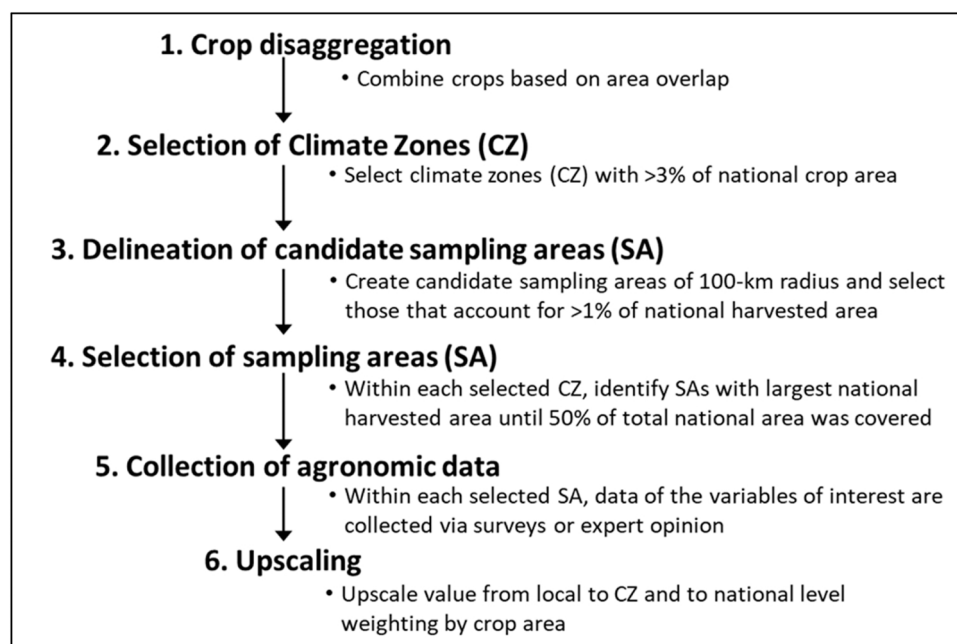 1. Crop disaggregation
• Combine crops based on area overlap
2. Selection of Climate Zones (CZ)
• Select climate zones (CZ) with >3% of national crop area
3. Delineation of candidate sampling areas (SA)
• Create candidate sampling areas of 100-km radius and select
those that account for >1% of national harvested area
4. Selection of sampling areas (SA)
• Within each selected CZ, identify SAs with largest national
harvested area until 50% of total national area was covered
5. Collection of agronomic data
• Within each selected SA, data of the variables of interest are
collected via surveys or expert opinion
6. Upscaling
• Upscale value from local to CZ and to national level
weighting by crop area